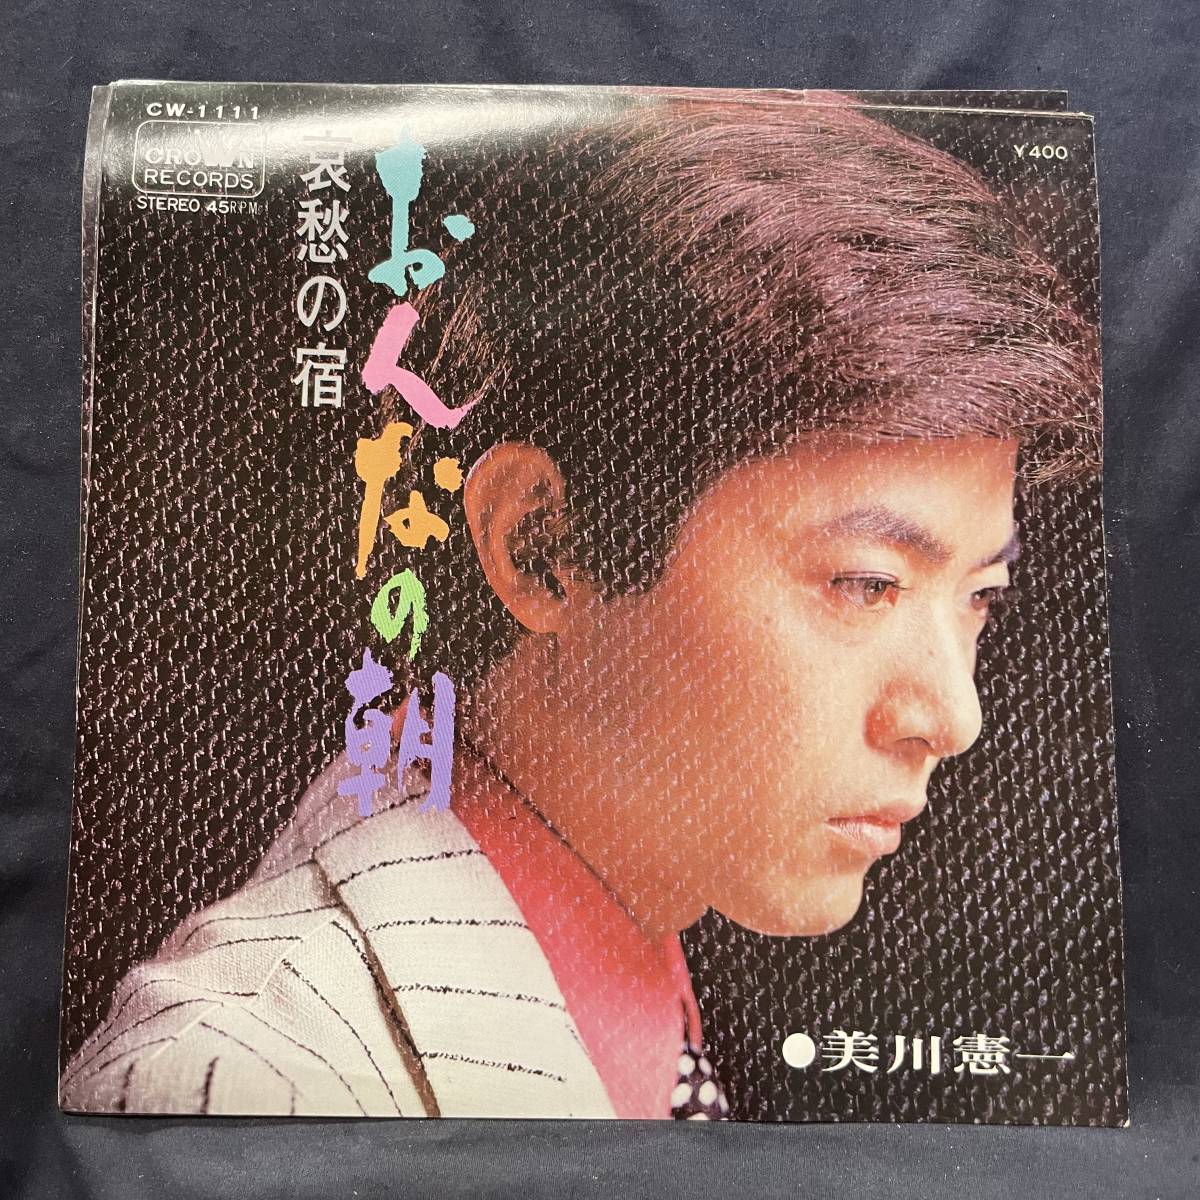 CW-1111
CROWN
RECORDS
STEREO 45RPM
¥400
おんなの朝
哀愁の宿
●美川憲一